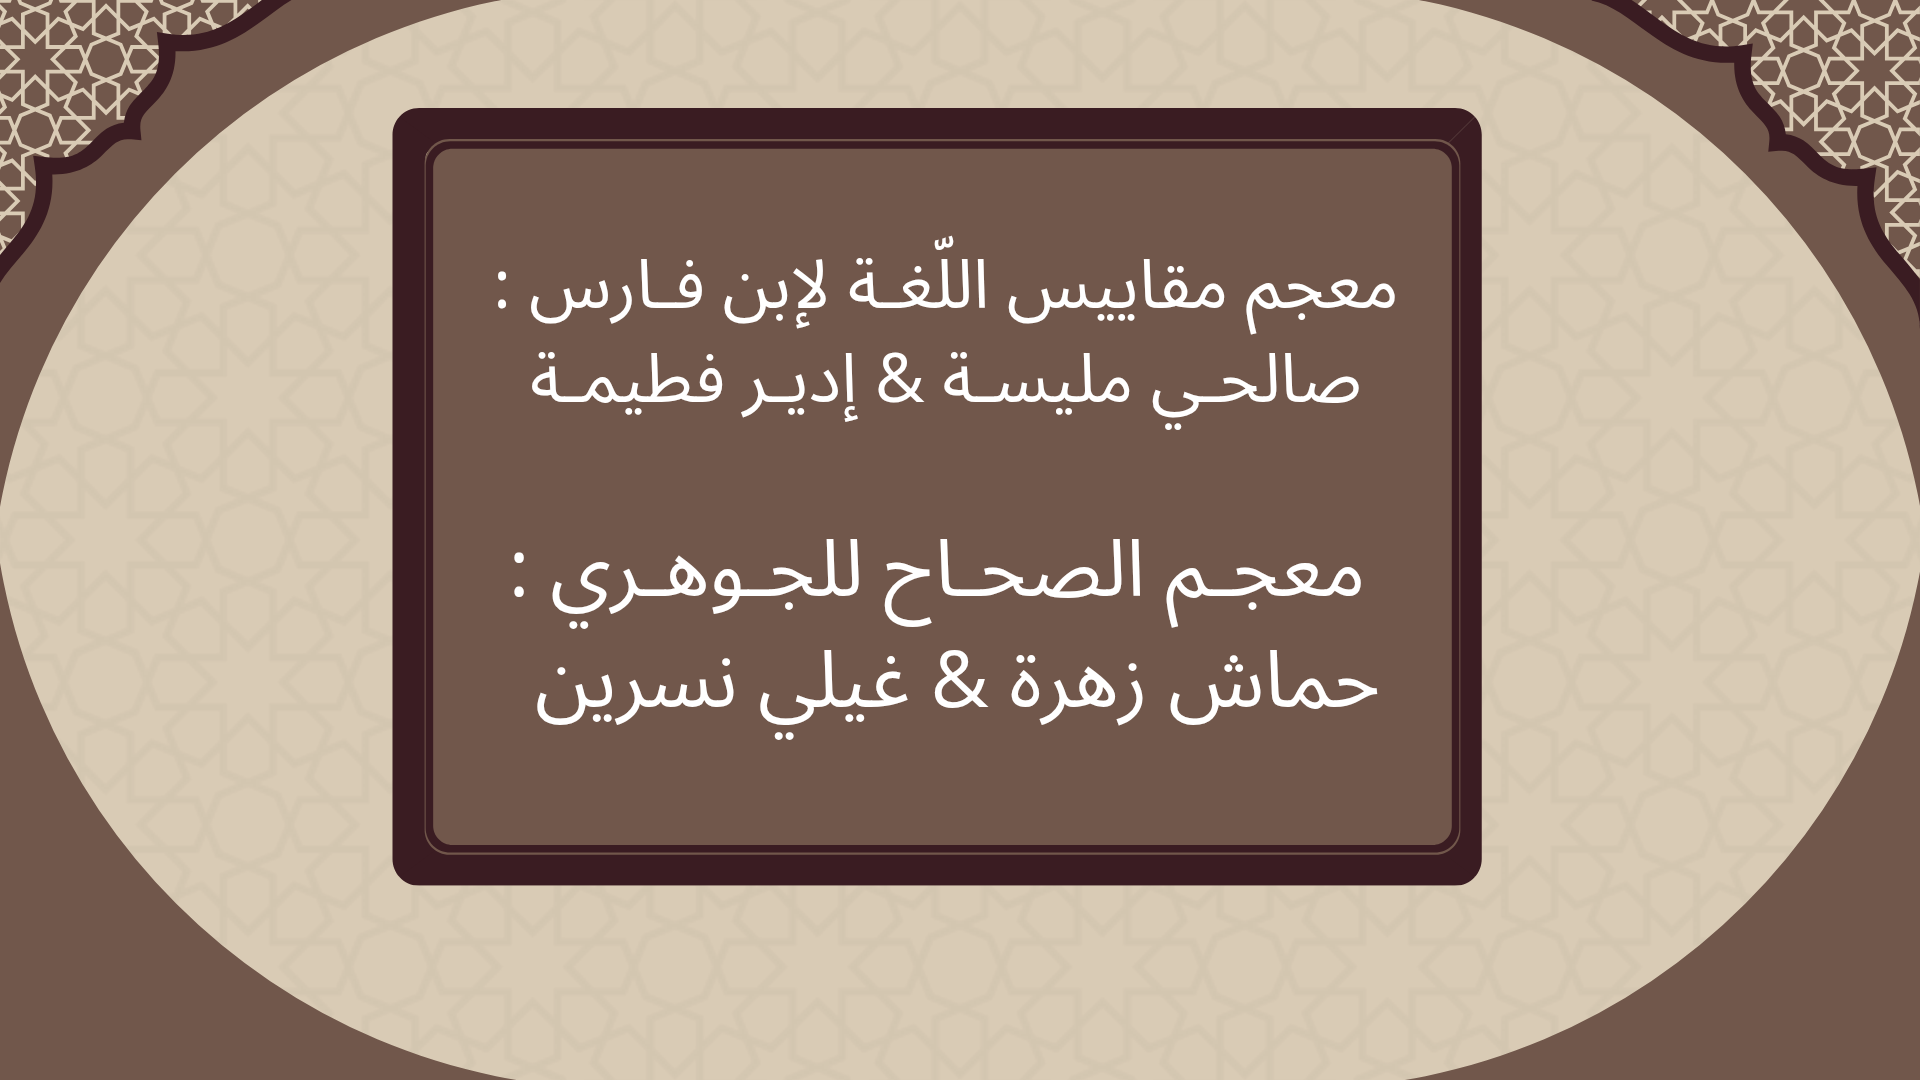 معجم مقاييس اللّغـة لإبن فـارس :
صالحـي مليسـة & إديـر فطيمـة
معجـم الصحـاح للجـوهـري :
حماش زهرة & غيلي نسرين